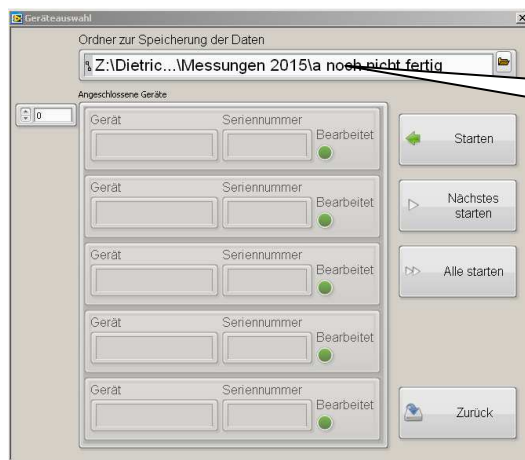 Geräteauswahl
Ordner zur Speicherung der Daten
Z:\Dietric...\Messungen 2015\a noch nicht fertig
Angeschlossene Geräte
0
Gerät Seriennummer
Bearbeitet
Starten
Gerät Seriennummer
Bearbeitet
Nächstes
starten
Gerät Seriennummer
Bearbeitet
Alle starten
Gerät Seriennummer
Bearbeitet
Gerät Seriennummer
Bearbeitet
Zurück